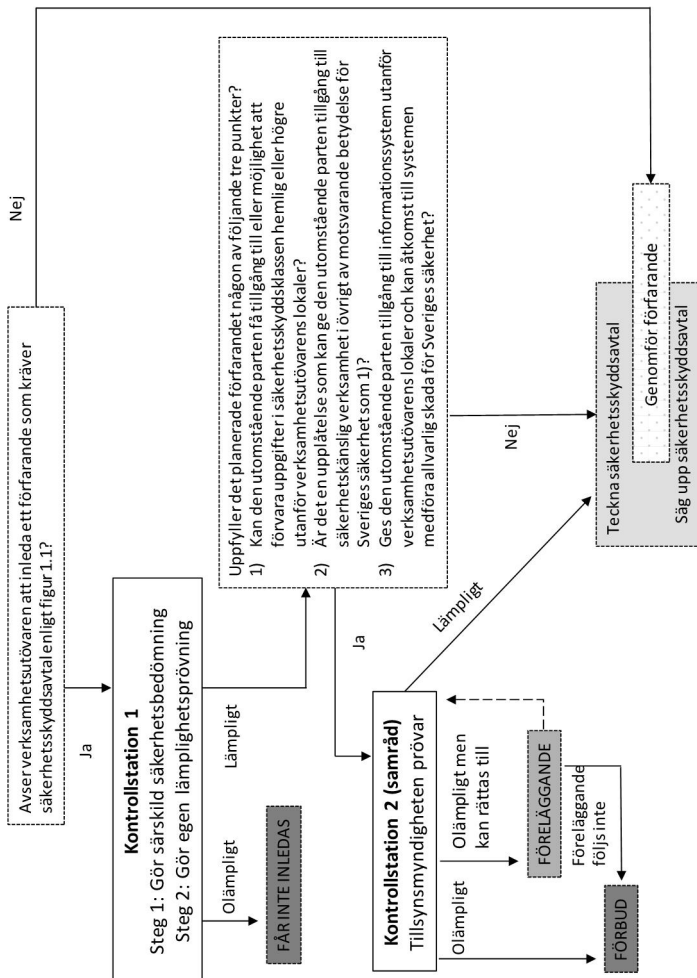 Avser verksamhetsutövaren att inleda ett förfarande som kräver
säkerhetsskyddsavtal enligt figur 1.1?
Nej
Ja
Kontrollstation 1
Steg 1: Gör särskild säkerhetsbedömning
Steg 2: Gör egen lämplighetsprövning
Olämpligt
Lämpligt
FÅR INTE INLEDAS
Uppfyller det planerade förfarandet någon av följande tre punkter?
1) Kan den utomstående parten få tillgång till eller möjlighet att
förvara uppgifter i säkerhetsskyddsklassen hemlig eller högre
utanför verksamhetsutövarens lokaler?
2) Är det en upplåtelse som kan ge den utomstående parten tillgång till
säkerhetskänslig verksamhet i övrigt av motsvarande betydelse för
Sveriges säkerhet som 1)?
3) Ges den utomstående parten tillgång till informationssystem utanför
verksamhetsutövarens lokaler och kan åtkomst till systemen
medföra allvarlig skada för Sveriges säkerhet?
Ja
Nej
Kontrollstation 2 (samråd)
Tillsynsmyndigheten prövar
Lämpligt
Olämpligt
Olämpligt men
kan rättas till
FÖRELÄGGANDE
Föreläggande
följs inte
FÖRBUD
Teckna säkerhetsskyddsavtal
Genomför förfarande
Säg upp säkerhetsskyddsavtal